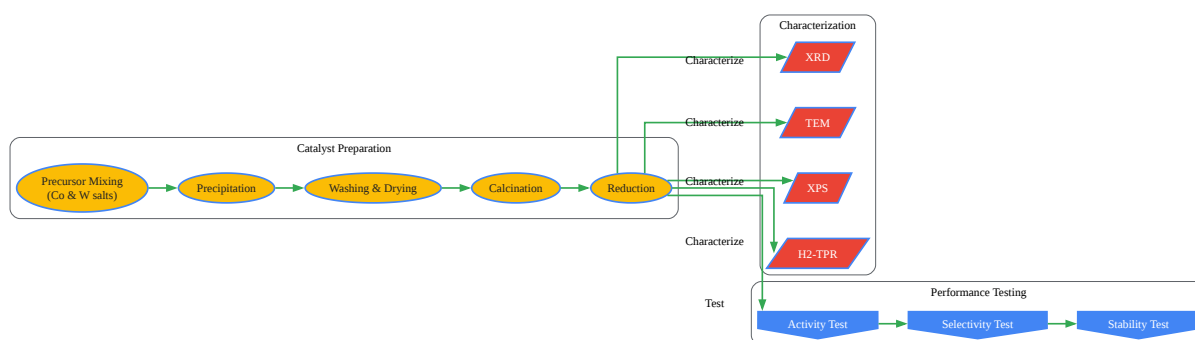 Characterization
XRD
Characterize
TEM
Characterize
Catalyst Preparation
Precursor Mixing
(Co & W salts)
Precipitation
Washing & Drying
Calcination
Reduction
Characterize
XPS
Characterize
H2-TPR
Performance Testing
Test
Activity Test
Selectivity Test
Stability Test